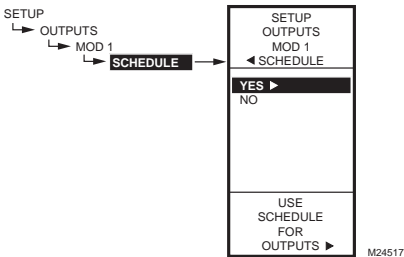 SETUP
OUTPUTS
MOD 1
SCHEDULE
SETUP
OUTPUTS
MOD 1
◄ SCHEDULE
YES ►
NO
USE
SCHEDULE
FOR
OUTPUTS ►
M24517